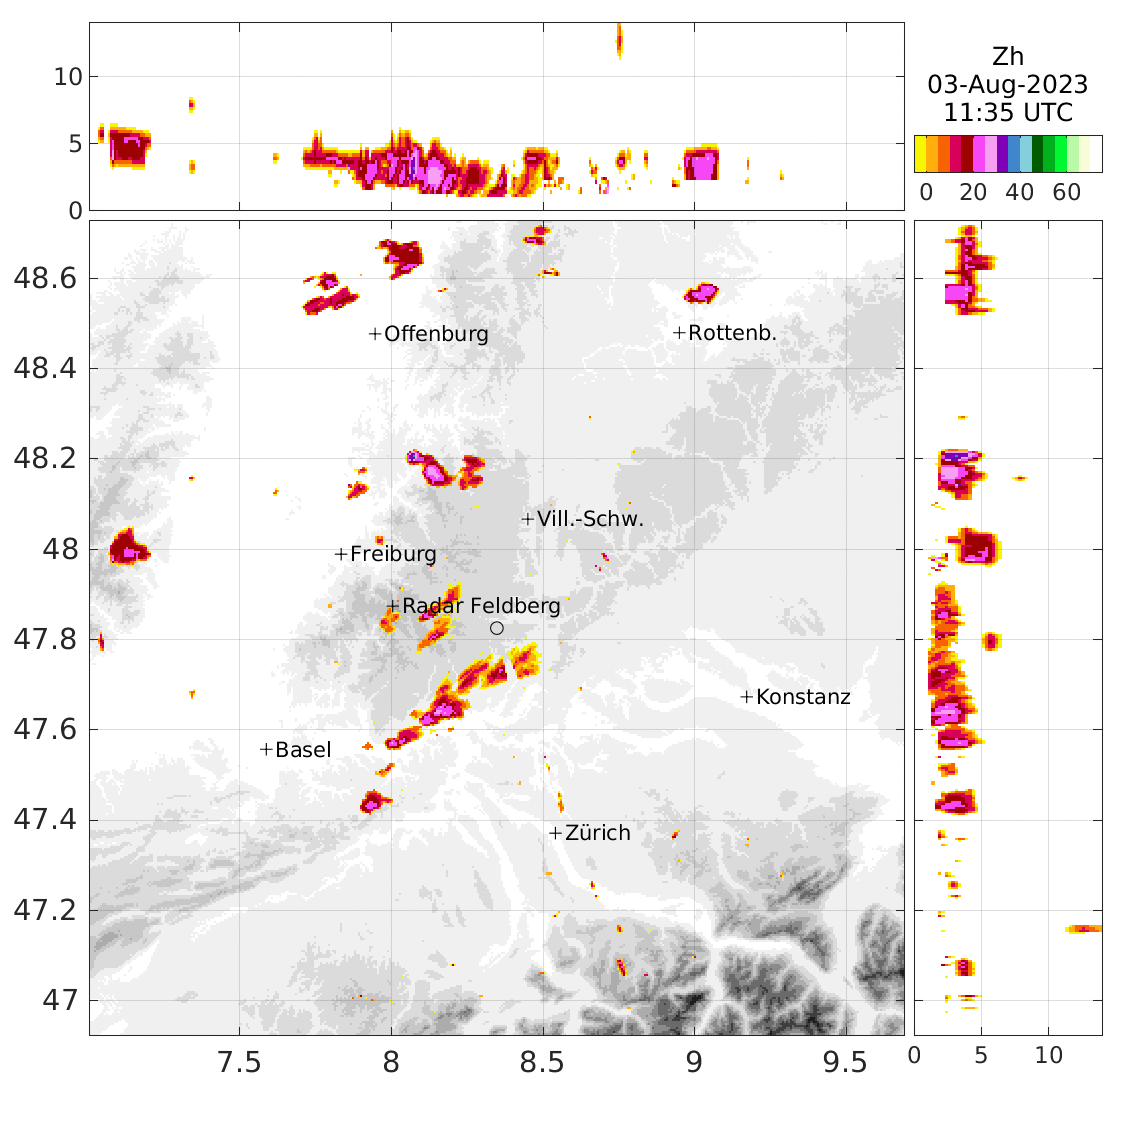 10
5
0
Zh
03-Aug-2023
11:35 UTC
0 20 40 60
48.6
48.4
48.2
48
47.8
47.6
47.4
47.2
47
Offenburg
Rottenb.
Vill.-Schw.
Freiburg
Radar Feldberg
Konstanz
Basel
Zürich
7.5 8 8.5 9 9.5
0 5 10